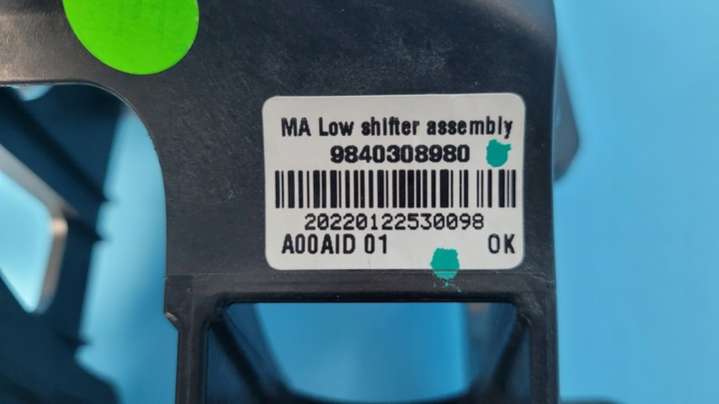 MA Low shifter assembly
9840308980
20220122530098
A00AID 01 OK